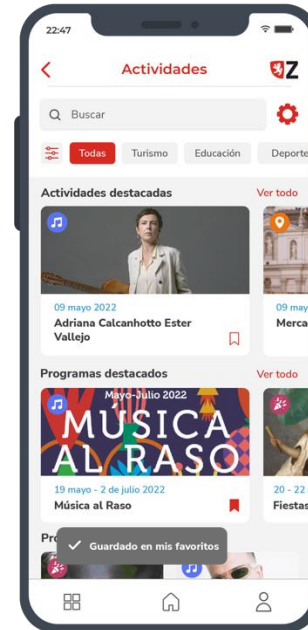 22:47
Actividades
Z
Buscar
Todas Turismo Educación Deporte
Actividades destacadas Ver todo
09 mayo 2022 09 may
Adriana Calcanhotto Ester Merca
Vallejo
Programas destacados Ver todo
Mayo-Julio 2022
MÚSICA
AL RASO
19 mayo - 2 de julio 2022 20 - 22
Música al Raso Fiestas
Pro
Guardado en mis favoritos